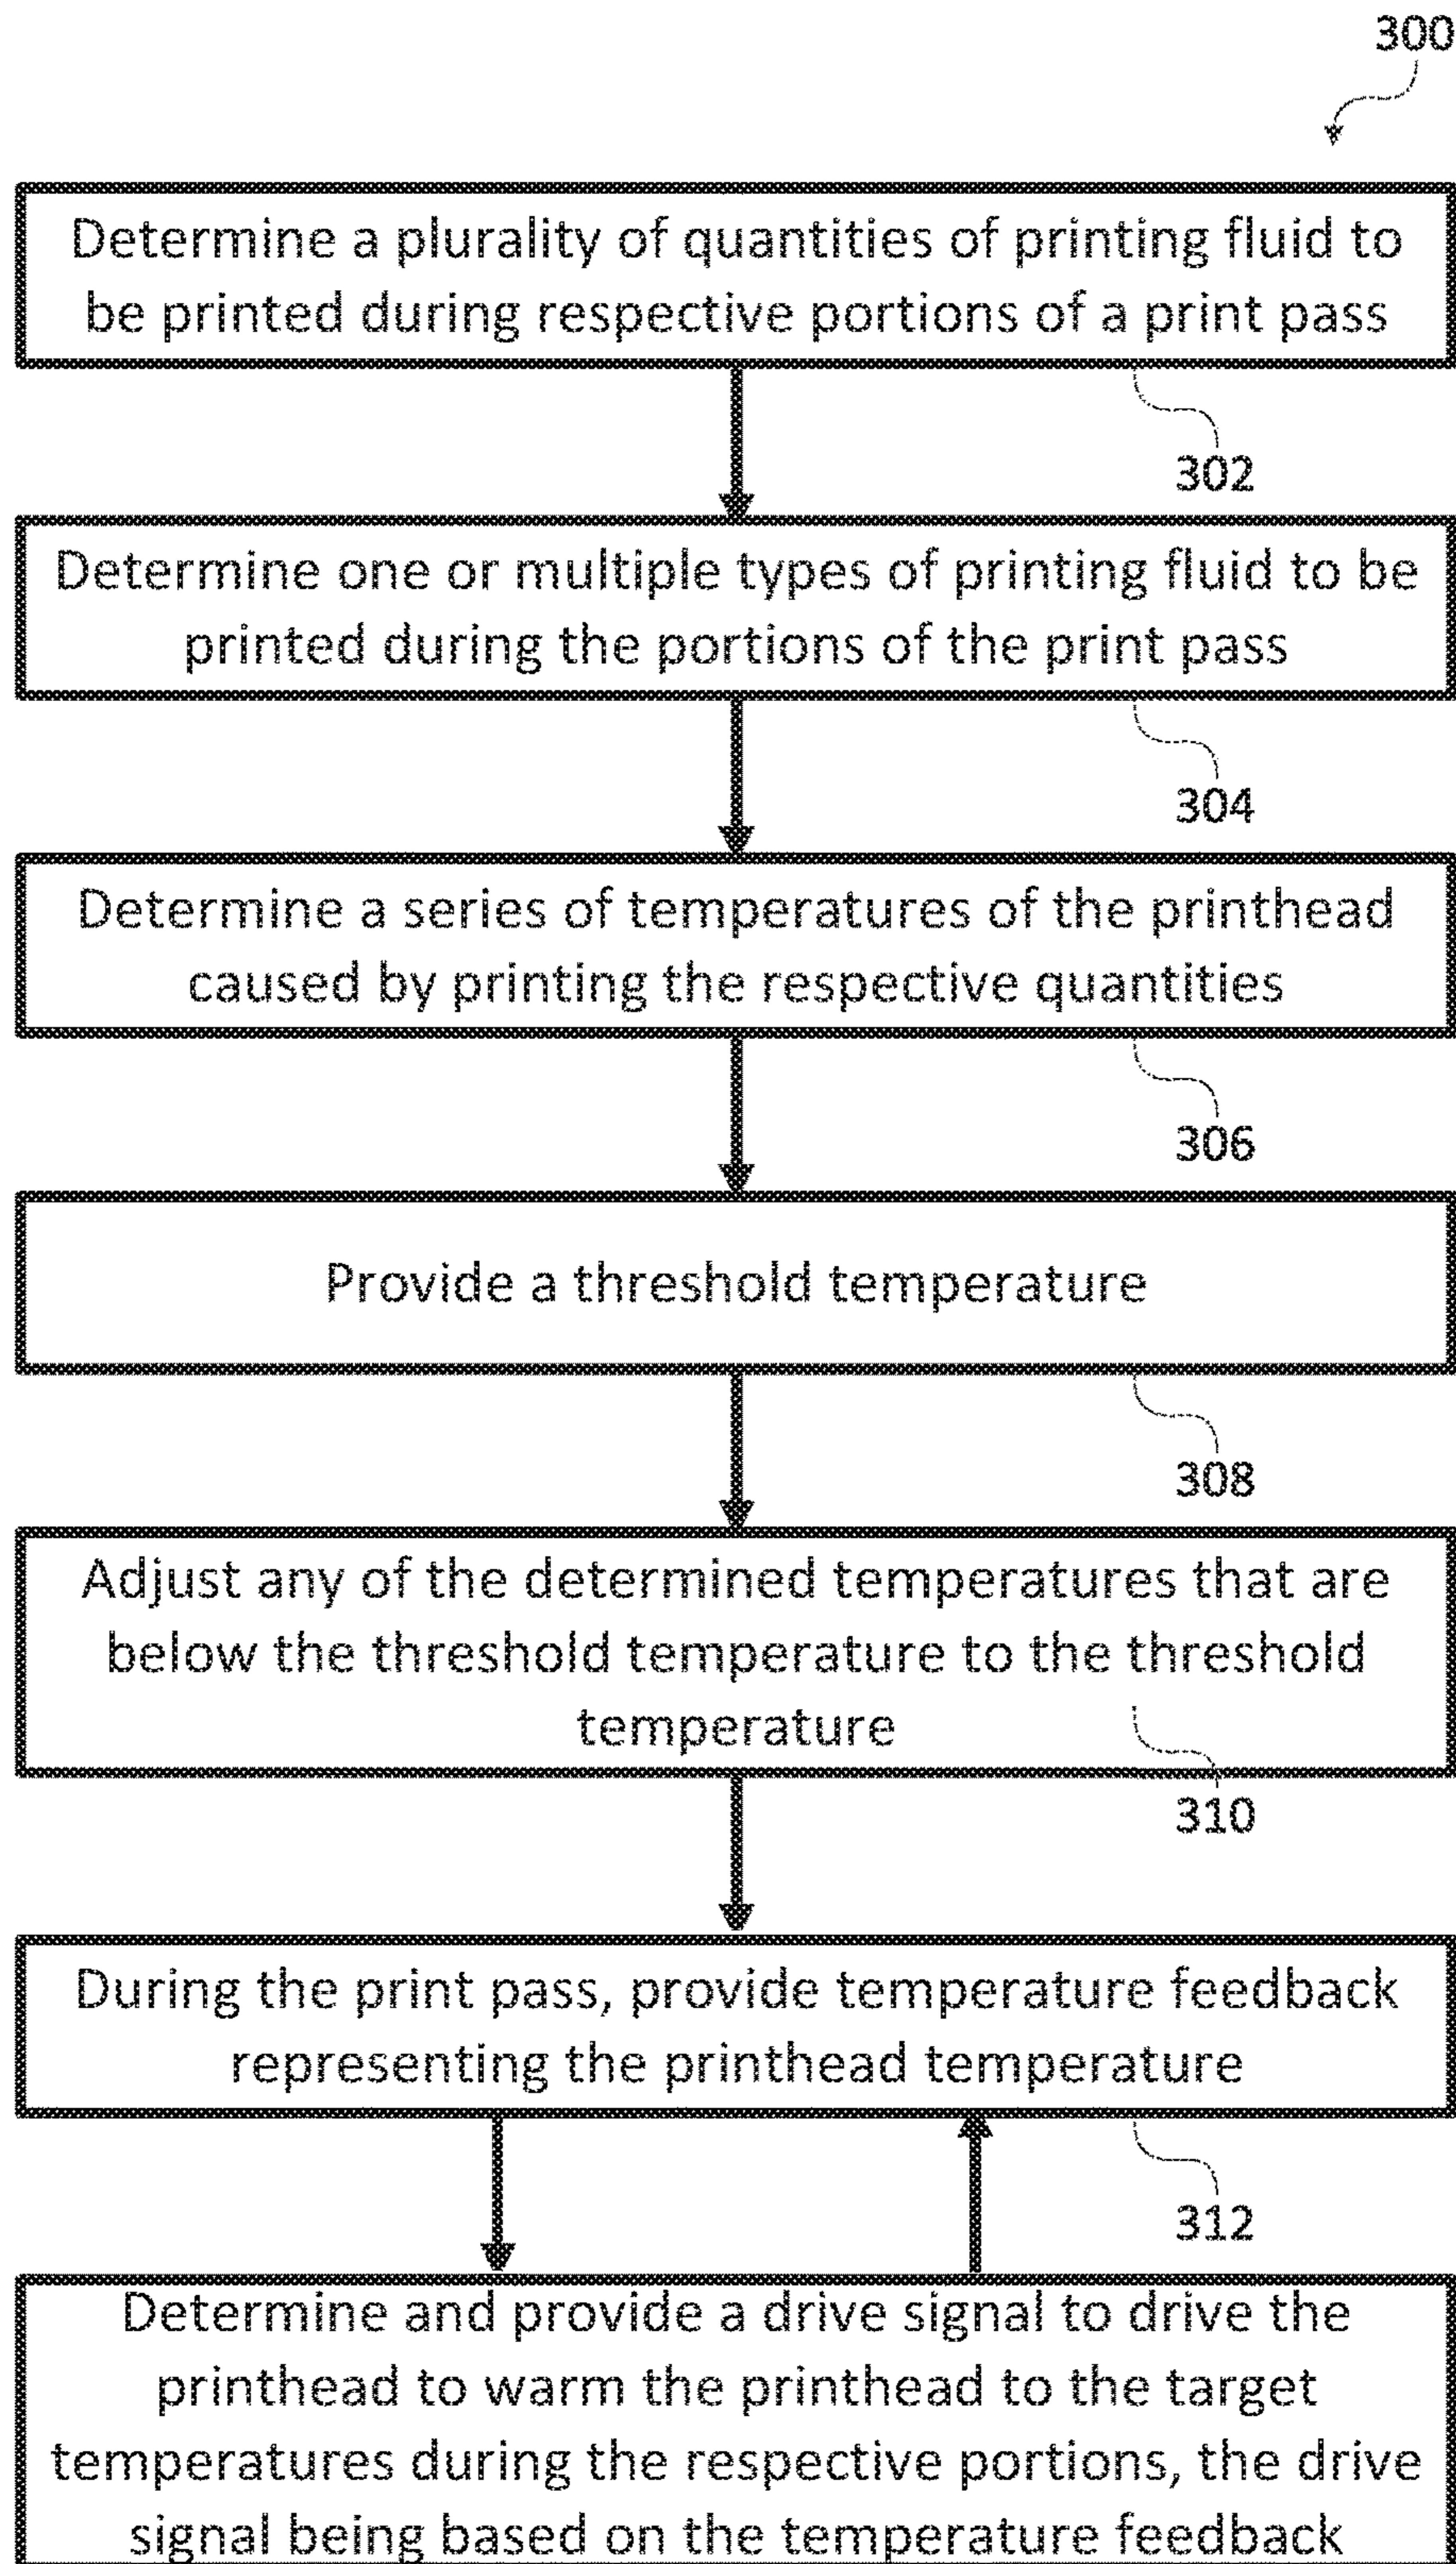 300
Determine a plurality of quantities of printing fluid to
be printed during respective portions of a print pass
302
Determine one or multiple types of printing fluid to be
printed during the portions of the print pass
304
Determine a series of temperatures of the printhead
caused by printing the respective quantities
306
Provide a threshold temperature
308
Adjust any of the determined temperatures that are
below the threshold temperature to the threshold
temperature
310
During the print pass, provide temperature feedback
representing the printhead temperature
312
Determine and provide a drive signal to drive the
printhead to warm the printhead to the target
temperatures during the respective portions, the drive
signal being based on the temperature feedback